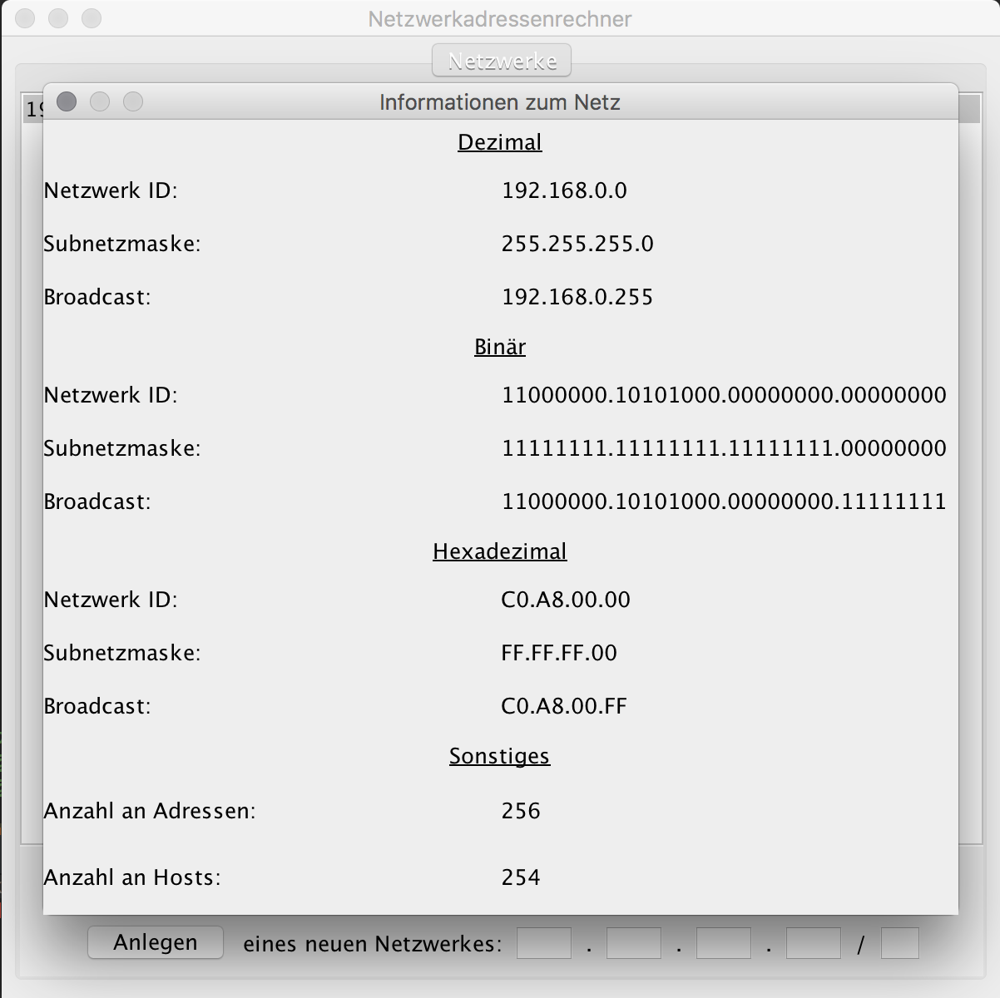 Netzwerkadressenrechner
Netzwerke
Informationen zum Netz
Dezimal
Netzwerk ID: 192.168.0.0
Subnetzmaske: 255.255.255.0
Broadcast: 192.168.0.255
Binär
Netzwerk ID: 11000000.10101000.00000000.00000000
Subnetzmaske: 11111111.11111111.11111111.00000000
Broadcast: 11000000.10101000.00000000.11111111
Hexadezimal
Netzwerk ID: C0.A8.00.00
Subnetzmaske: FF.FF.FF.00
Broadcast: C0.A8.00.FF
Sonstiges
Anzahl an Adressen: 256
Anzahl an Hosts: 254
Anlegen eines neuen Netzwerkes: . . . /